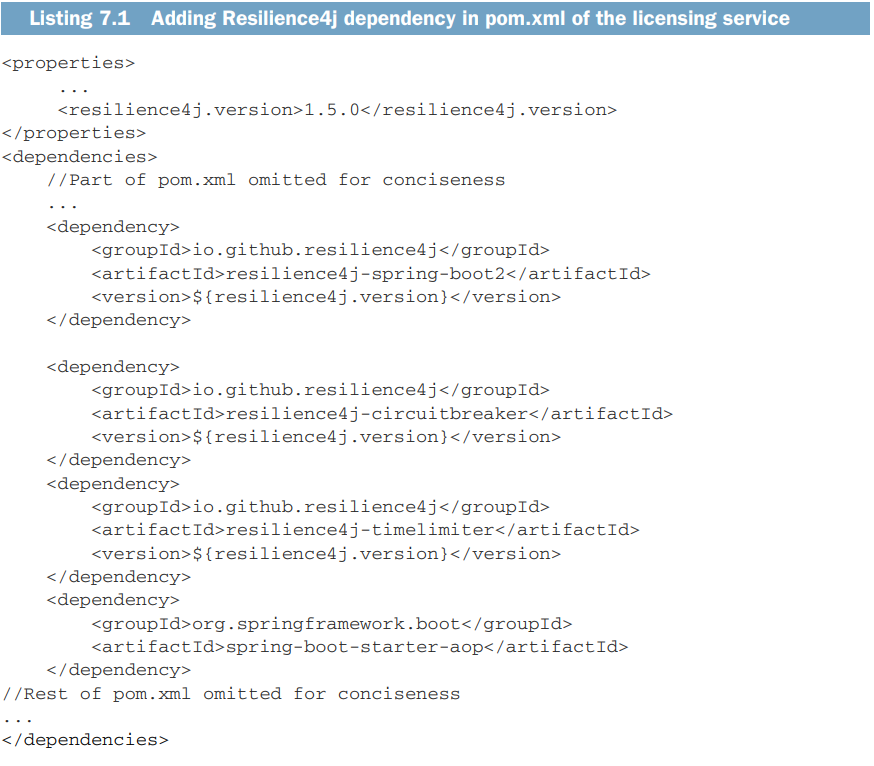 Listing 7.1 Adding Resilience4j dependency in pom.xml of the licensing service
<properties>
...
<resilience4j.version>1.5.0</resilience4j.version>
</properties>
<dependencies>
//Part of pom.xml omitted for conciseness
...
<dependency>
<groupId>io.github.resilience4j</groupId>
<artifactId>resilience4j-spring-boot2</artifactId>
<version>${resilience4j.version}</version>
</dependency>
<dependency>
<groupId>io.github.resilience4j</groupId>
<artifactId>resilience4j-circuitbreaker</artifactId>
<version>${resilience4j.version}</version>
</dependency>
<dependency>
<groupId>io.github.resilience4j</groupId>
<artifactId>resilience4j-timelimiter</artifactId>
<version>${resilience4j.version}</version>
</dependency>
<dependency>
<groupId>org.springframework.boot</groupId>
<artifactId>spring-boot-starter-aop</artifactId>
</dependency>
//Rest of pom.xml omitted for conciseness
...
</dependencies>